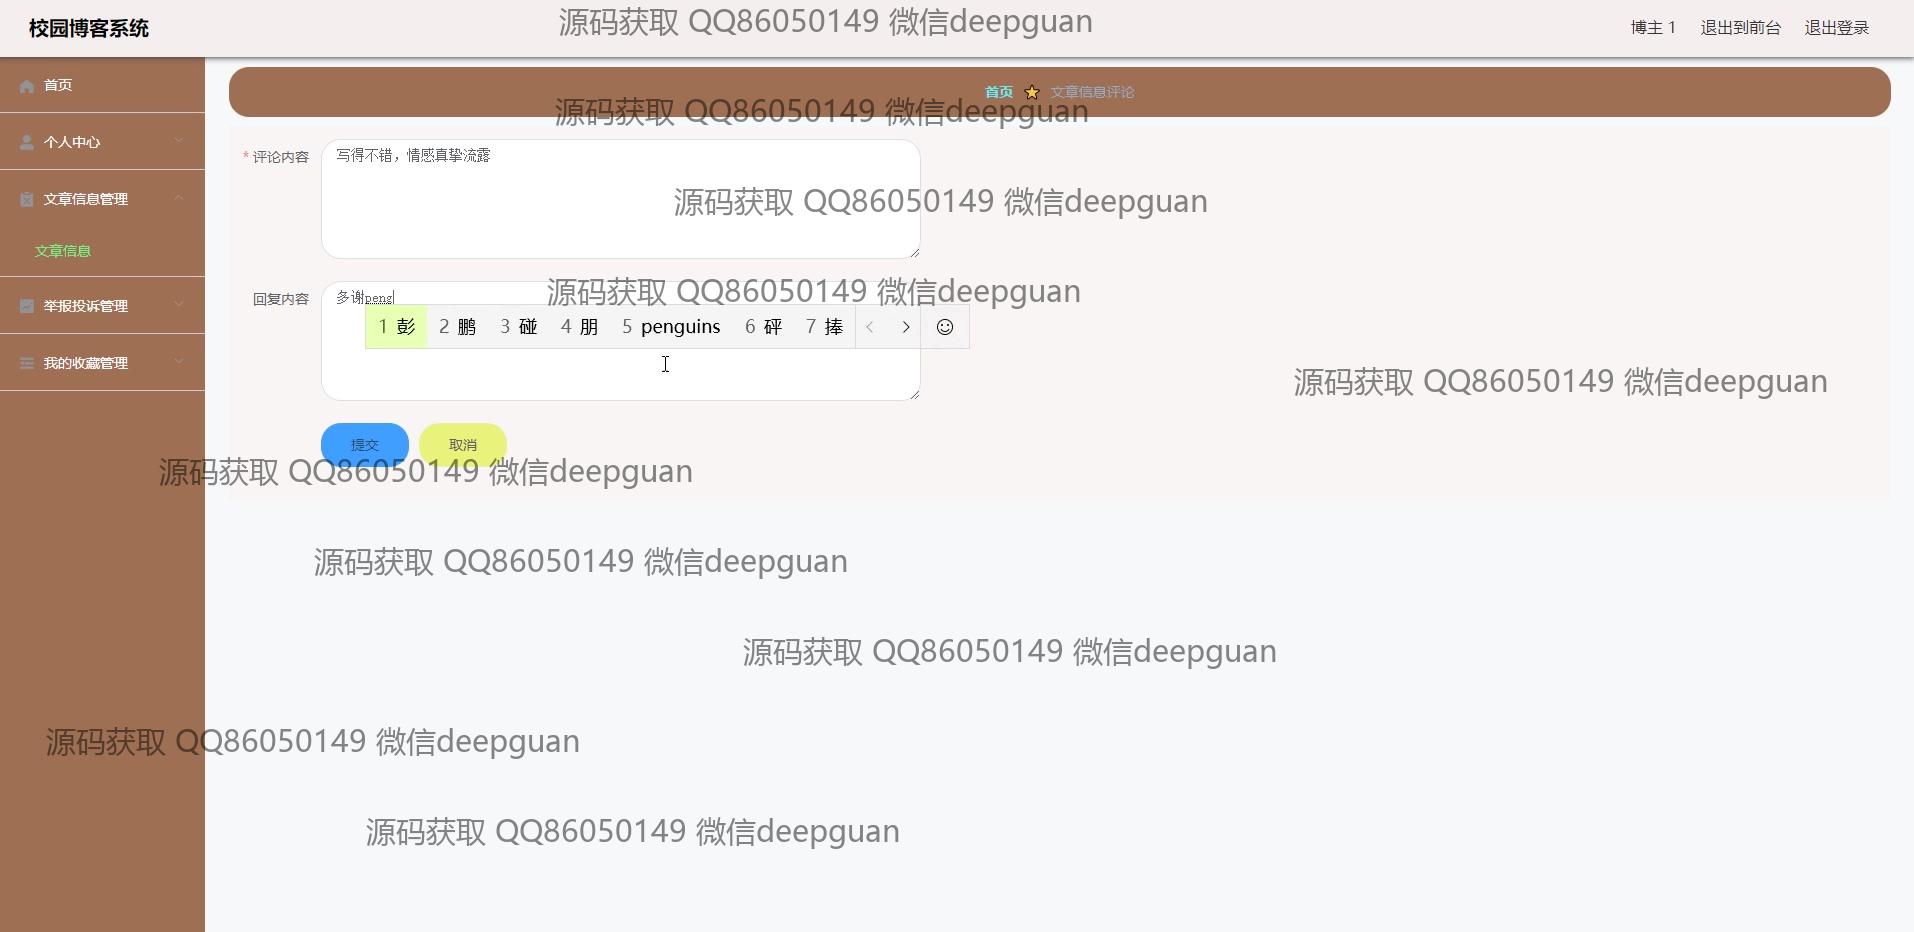 校园博客系统
源码获取 QQ86050149 微信deepguan
博主 1 退出到前台 退出登录
首页
首页 文章信息评论
源码获取 QQ86050149 微信deepguan
个人中心
* 评论内容 写得不错，情感真挚流露
文章信息管理
源码获取 QQ86050149 微信deepguan
文章信息
回复内容 多谢peng
源码获取 QQ86050149 微信deepguan
举报投诉管理
1 彭 2 鹏 3 碰 4 朋 5 penguins 6 砰 7 捧
我的收藏管理
源码获取 QQ86050149 微信deepguan
提交 取消
源码获取 QQ86050149 微信deepguan
源码获取 QQ86050149 微信deepguan
源码获取 QQ86050149 微信deepguan
源码获取 QQ86050149 微信deepguan
源码获取 QQ86050149 微信deepguan